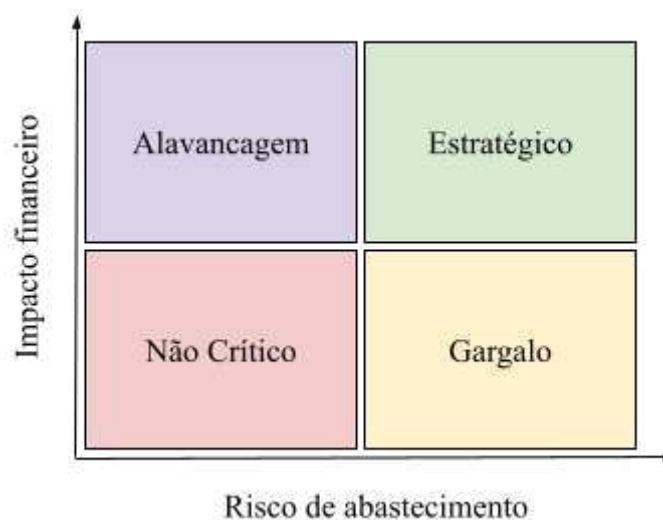 Impacto financeiro
Alavancagem
Estratégico
Não Crítico
Gargalo
Risco de abastecimento